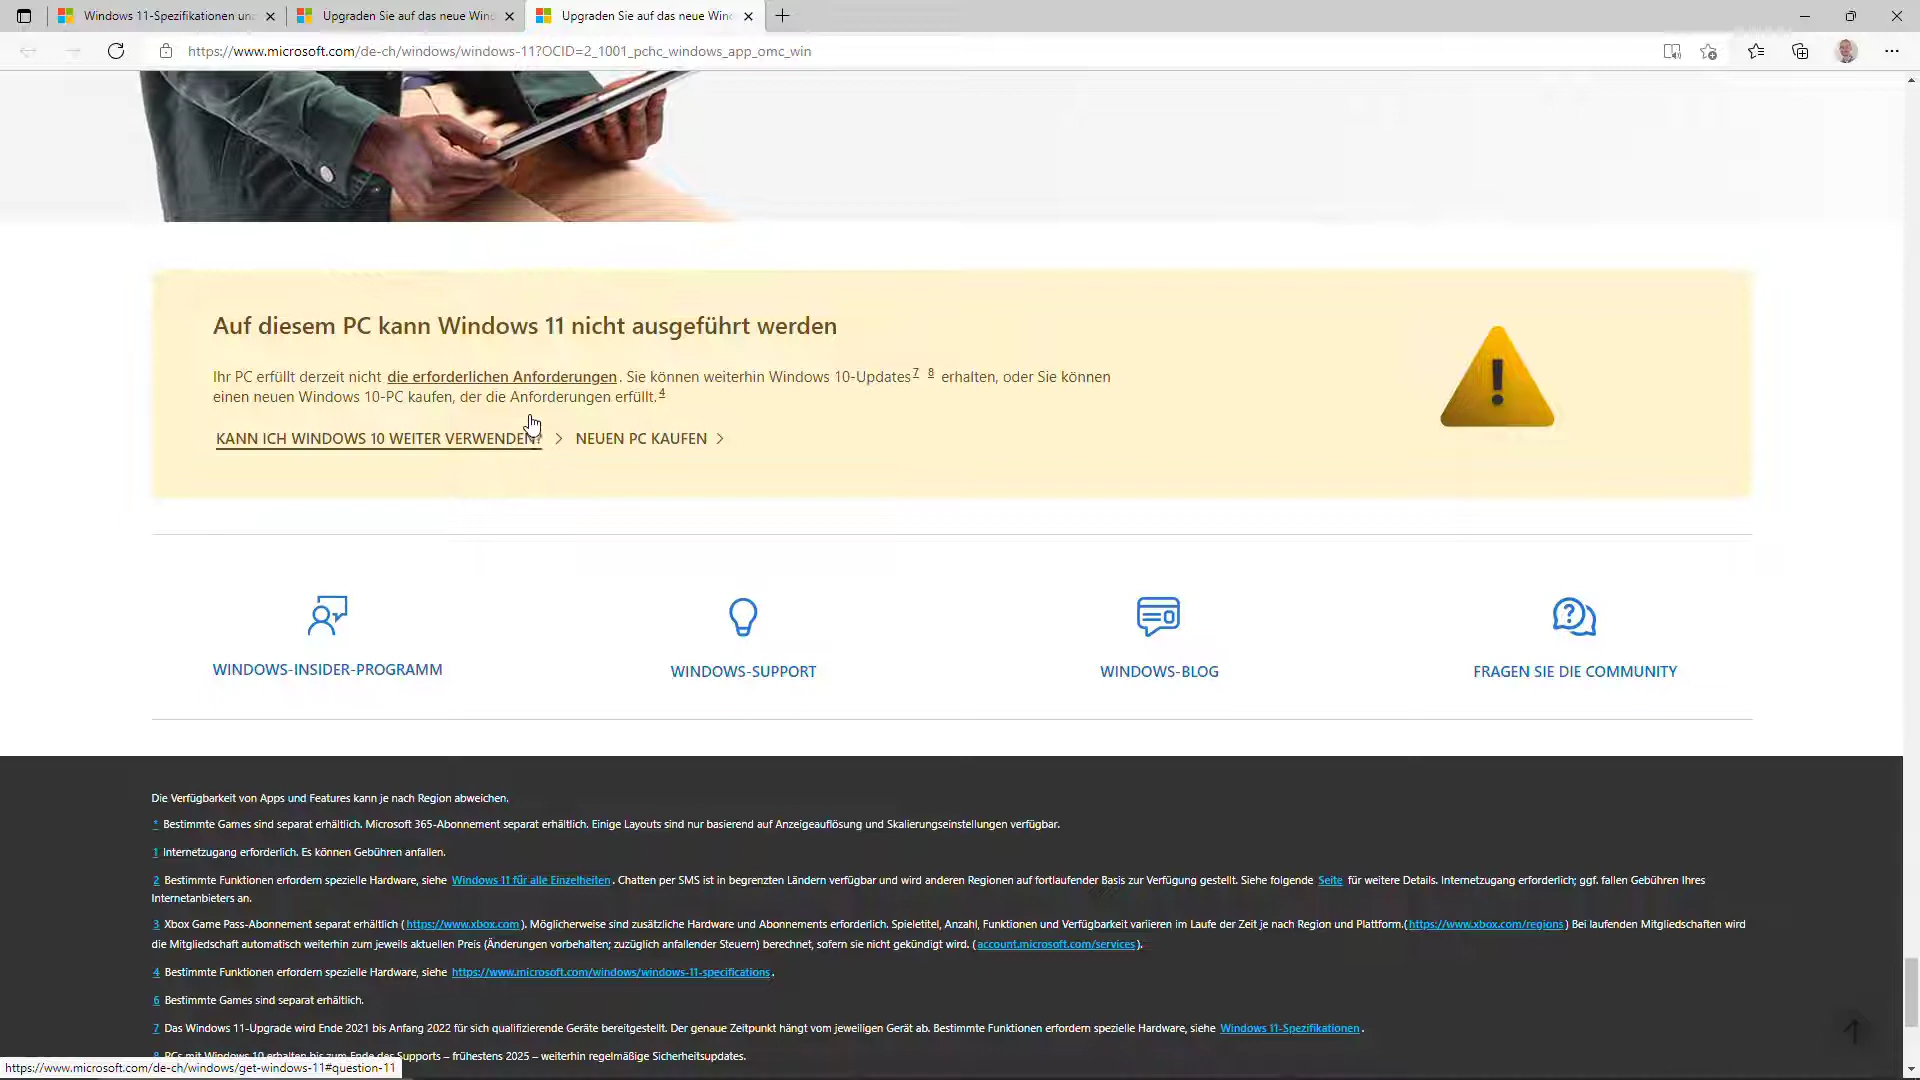 Windows 11-Spezifikationen un
Upgraden Sie auf das neue Win
Upgraden Sie auf das neue Win
https://www.microsoft.com/de-ch/windows/windows-11?OCID=2_1001_pchc_windows_app_omc_win
Auf diesem PC kann Windows 11 nicht ausgeführt werden
Ihr PC erfüllt derzeit nicht die erforderlichen Anforderungen. Sie können weiterhin Windows 10-Updates7 8 erhalten, oder Sie können
einen neuen Windows 10-PC kaufen, der die Anforderungen erfüllt.4
KANN ICH WINDOWS 10 WEITER VERWENDEN? > NEUEN PC KAUFEN >
WINDOWS-INSIDER-PROGRAMM
WINDOWS-SUPPORT
WINDOWS-BLOG
FRAGEN SIE DIE COMMUNITY
Die Verfügbarkeit von Apps und Features kann je nach Region abweichen.
* Bestimmte Games sind separat erhältlich. Microsoft 365-Abonnement separat erhältlich. Einige Layouts sind nur basierend auf Anzeigeauflösung und Skalierungseinstellungen verfügbar.
1 Internetzugang erforderlich. Es können Gebühren anfallen.
2 Bestimmte Funktionen erfordern spezielle Hardware, siehe Windows 11 für alle Einzelheiten. Chatten per SMS ist in begrenzten Ländern verfügbar und wird anderen Regionen auf fortlaufender Basis zur Verfügung gestellt. Siehe folgende Seite für weitere Details. Internetzugang erforderlich; ggf. fallen Gebühren Ihres
Internetanbieters an.
3 Xbox Game Pass-Abonnement separat erhältlich (https://www.xbox.com). Möglicherweise sind zusätzliche Hardware und Abonnements erforderlich. Spieletitel, Anzahl, Funktionen und Verfügbarkeit variieren im Laufe der Zeit je nach Region und Plattform.(https://www.xbox.com/regions) Bei laufenden Mitgliedschaften wird
die Mitgliedschaft automatisch weiterhin zum jeweils aktuellen Preis (Änderungen vorbehalten; zuzüglich anfallender Steuern) berechnet, sofern sie nicht gekündigt wird. (account.microsoft.com/services).
4 Bestimmte Funktionen erfordern spezielle Hardware, siehe https://www.microsoft.com/windows/windows-11-specifications.
6 Bestimmte Games sind separat erhältlich.
7 Das Windows 11-Upgrade wird Ende 2021 bis Anfang 2022 für sich qualifizierende Geräte bereitgestellt. Der genaue Zeitpunkt hängt vom jeweiligen Gerät ab. Bestimmte Funktionen erfordern spezielle Hardware, siehe Windows 11-Spezifikationen.
8 PCs mit Windows 10 erhalten bis zum Ende des Supports – frühestens 2025 – weiterhin regelmäßige Sicherheitsupdates.
https://www.microsoft.com/de-ch/windows/get-windows-11#question-11